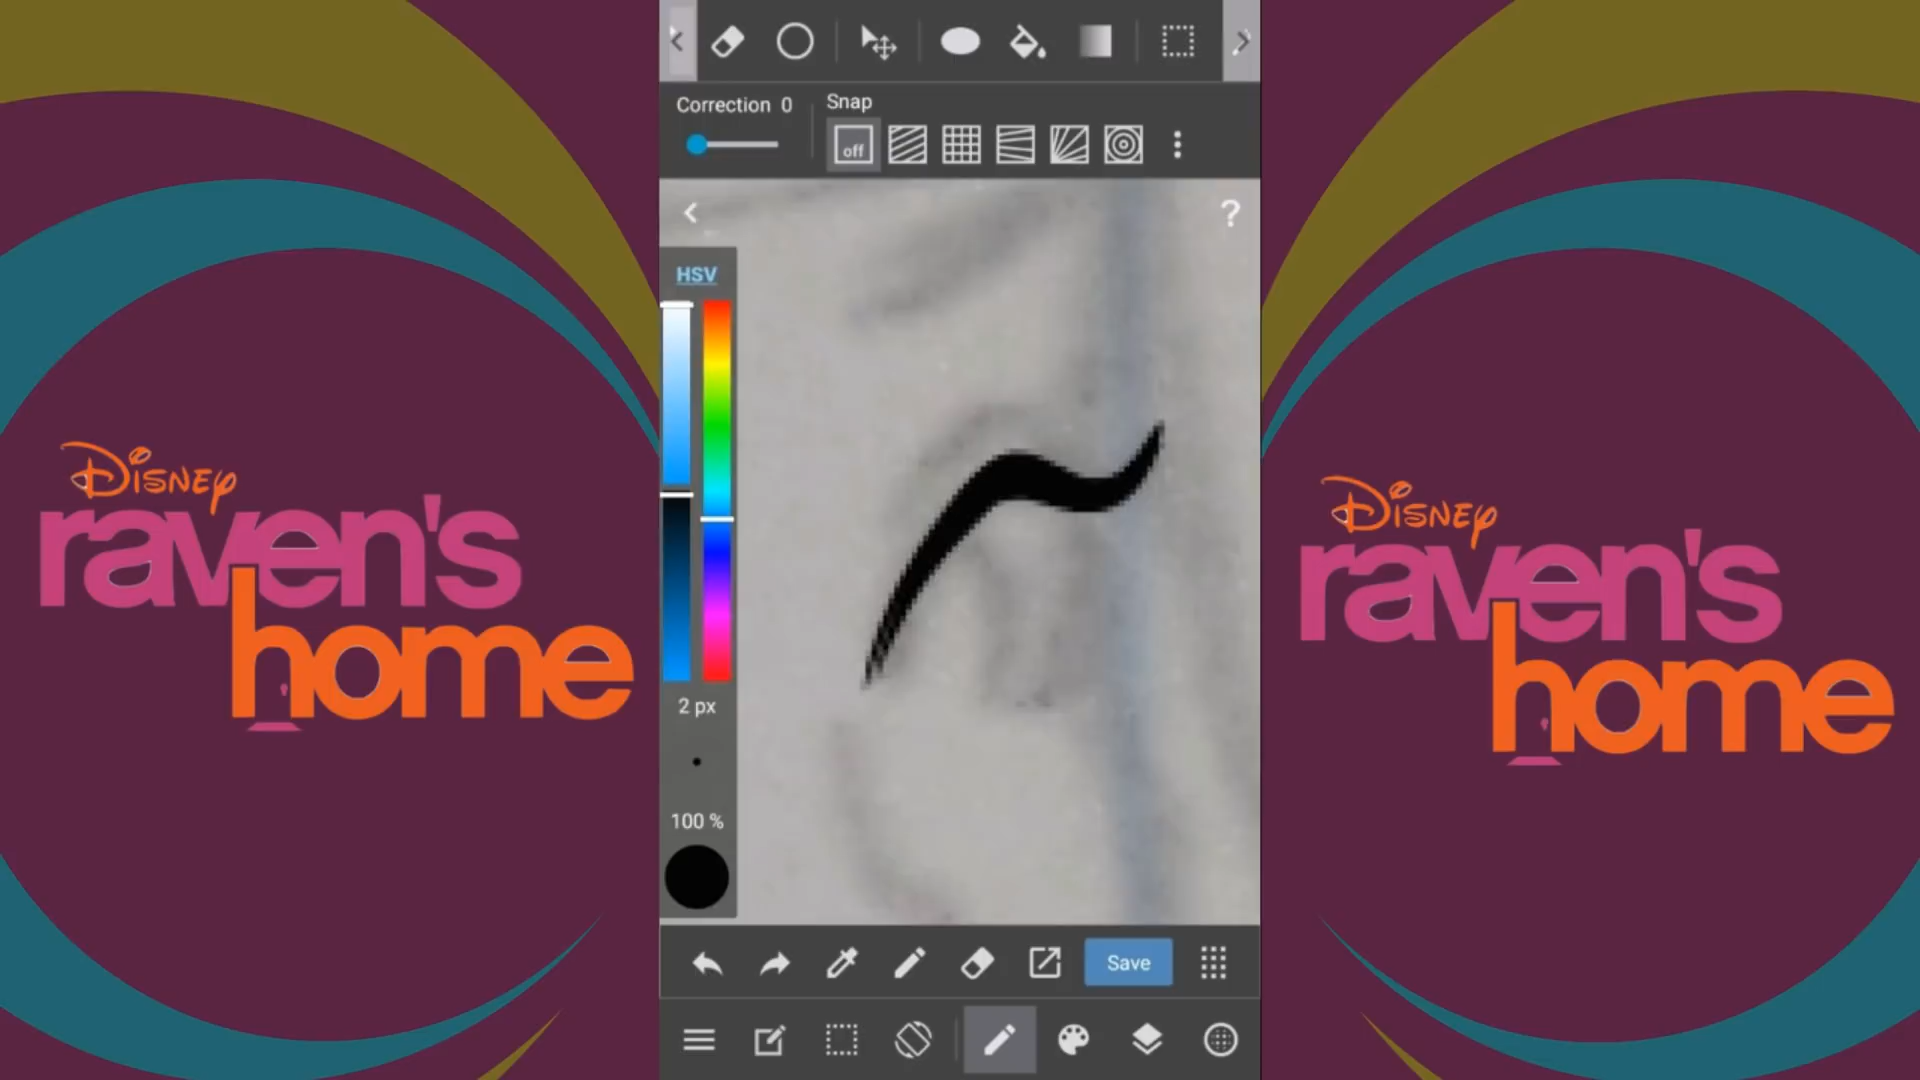 Correction 0
Snap
off
?
HSV
2 px
100 %
Save
Disney
raven's
home
Disney
raven's
home